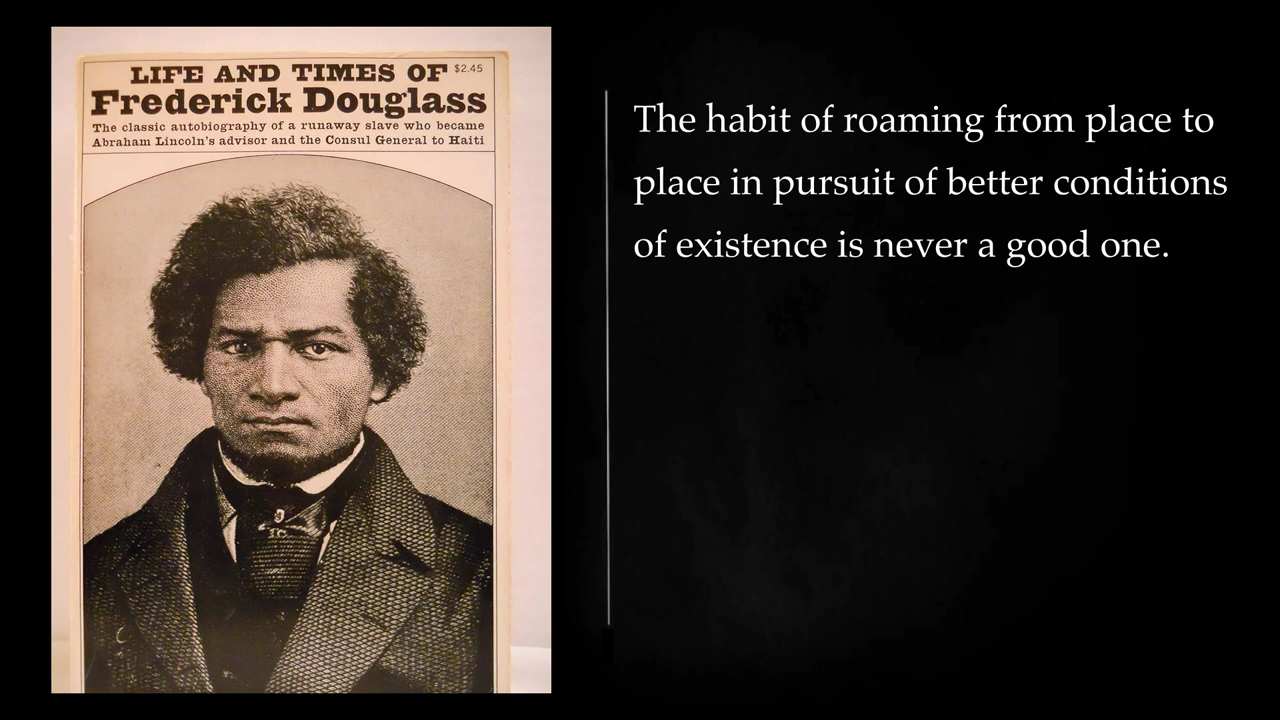 LIFE AND TIMES OF $2.45
Frederick Douglass
The classic autobiography of a runaway slave who became
Abraham Lincoln's advisor and the Consul General to Haiti
The habit of roaming from place to
place in pursuit of better conditions
of existence is never a good one.